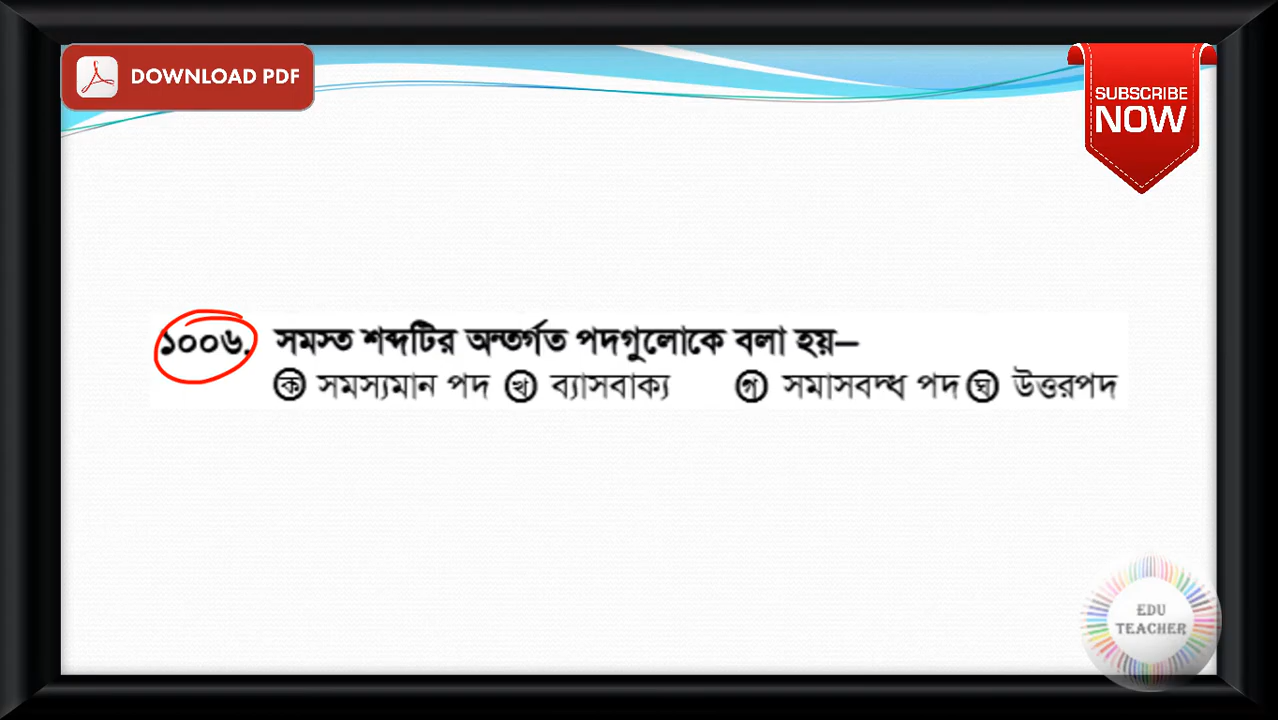 DOWNLOAD PDF
SUBSCRIBE
NOW
১০০৬. সমস্ত শব্দটির অন্তর্গত পদগুলোকে বলা হয়—
ক সমস্যমান পদ খ ব্যাসবাক্য গ সমাসবদ্ধ পদ ঘ উত্তরপদ
EDU
TEACHER